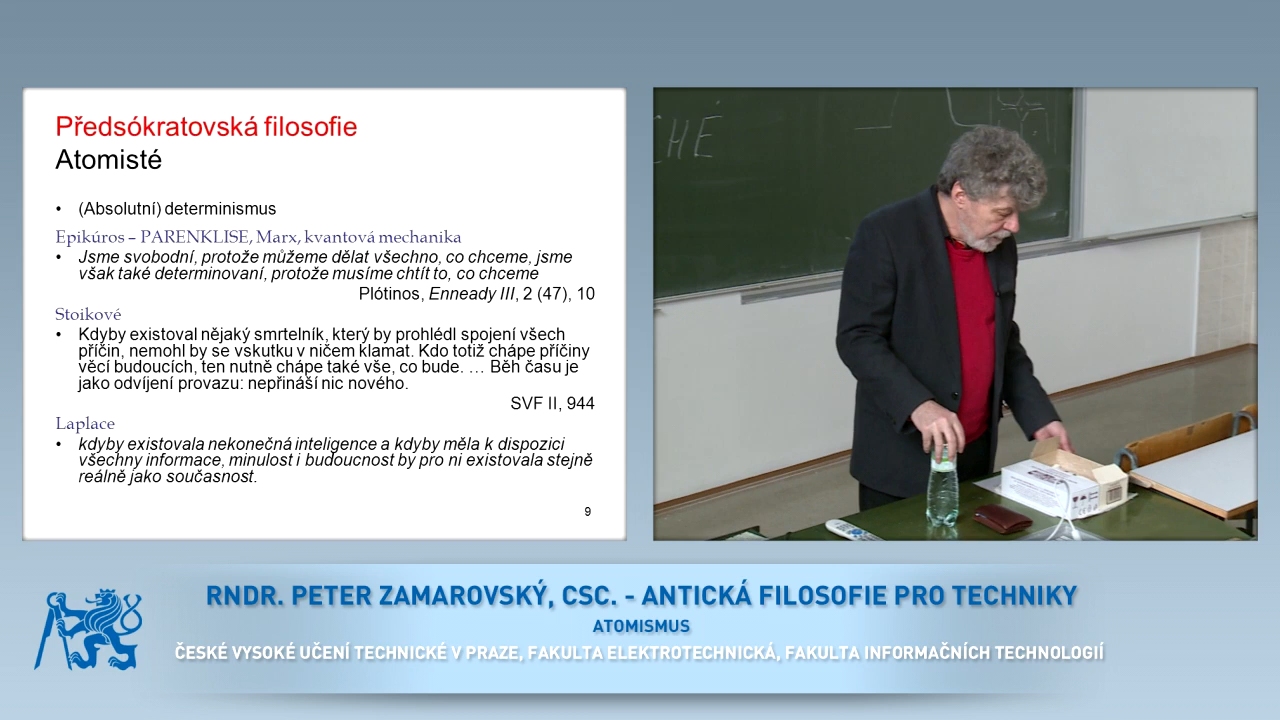 Předsókratovská filosofie
Atomisté
• (Absolutní) determinismus
Epikúros – PARENKLISE, Marx, kvantová mechanika
• Jsme svobodní, protože můžeme dělat všechno, co chceme, jsme
však také determinovaní, protože musíme chtít to, co chceme
Plótinos, Enneady III, 2 (47), 10
Stoikové
• Kdyby existoval nějaký smrtelník, který by prohlédl spojení všech
příčin, nemohl by se vskutku v ničem klamat. Kdo totiž chápe příčiny
věcí budoucích, ten nutně chápe také vše, co bude. … Běh času je
jako odvíjení provazu: nepřináší nic nového.
SVF II, 944
Laplace
• kdyby existovala nekonečná inteligence a kdyby měla k dispozici
všechny informace, minulost i budoucnost by pro ni existovala stejně
reálně jako současnost.
9
CHE
RNDR. PETER ZAMAROVSKÝ, CSC. - ANTICKÁ FILOSOFIE PRO TECHNIKY
ATOMISMUS
ČESKÉ VYSOKÉ UČENÍ TECHNICKÉ V PRAZE, FAKULTA ELEKTROTECHNICKÁ, FAKULTA INFORMAČNÍCH TECHNOLOGIÍ